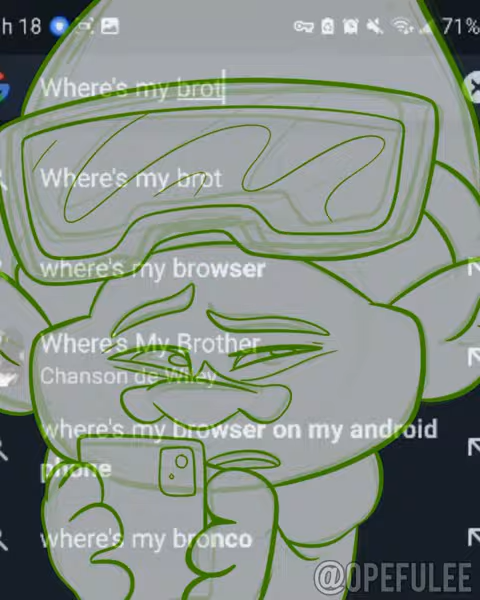 h 18 71%
Where's my brot
Where's my brot
where's my browser
Where's My Brother
Chanson de Wiley
where's my browser on my android
phone
where's my bronco
@OPEFULEE